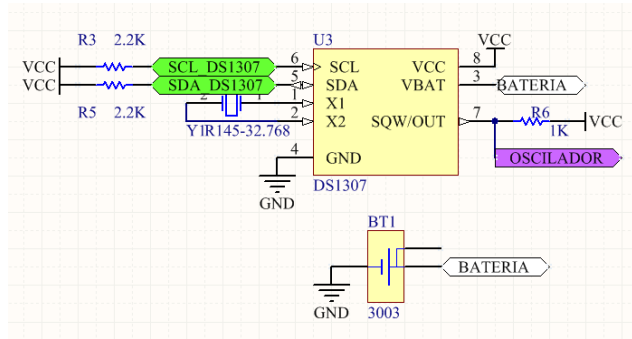 R3 2.2K
U3
VCC
VCC SCL_DS1307 6 SCL VCC 8
VCC SDA_DS1307 5 SDA VBAT 3 BATERIA
2 1 1 X1
R5 2.2K 2 X2 SQW/OUT 7 R6 VCC
Y1R145-32.768 1K
4 GND OSCILADOR
DS1307
GND
BT1
BATERIA
GND 3003